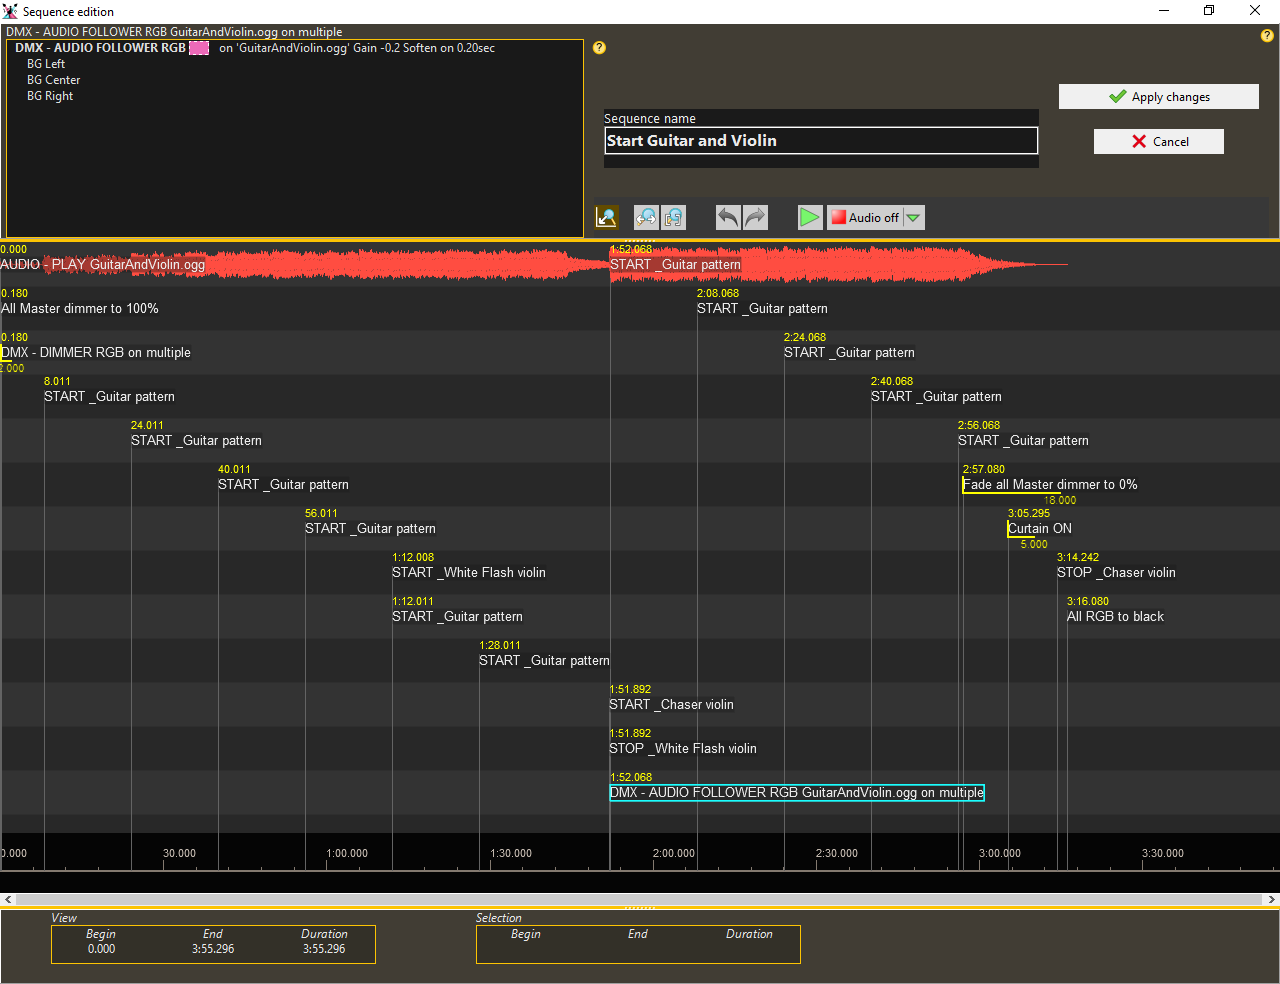 Sequence edition
DMX - AUDIO FOLLOWER RGB GuitarAndViolin.ogg on multiple
DMX - AUDIO FOLLOWER RGB on 'GuitarAndViolin.ogg' Gain -0.2 Soften on 0.20sec
BG Left
BG Center
BG Right
?
?
Apply changes
Cancel
Sequence name
Start Guitar and Violin
Audio off
0.000
AUDIO - PLAY GuitarAndViolin.ogg
1:52.068
START _Guitar pattern
0.180
All Master dimmer to 100%
2:08.068
START _Guitar pattern
0.180
DMX - DIMMER RGB on multiple
2.000
2:24.068
START _Guitar pattern
8.011
START _Guitar pattern
2:40.068
START _Guitar pattern
24.011
START _Guitar pattern
2:56.068
START _Guitar pattern
40.011
START _Guitar pattern
2:57.080
Fade all Master dimmer to 0%
18.000
56.011
START _Guitar pattern
3:05.295
Curtain ON
5.000
1:12.008
START _White Flash violin
3:14.242
STOP _Chaser violin
1:12.011
START _Guitar pattern
3:16.080
All RGB to black
1:28.011
START _Guitar pattern
1:51.892
START _Chaser violin
1:51.892
STOP _White Flash violin
1:52.068
DMX - AUDIO FOLLOWER RGB GuitarAndViolin.ogg on multiple
0.000 30.000 1:00.000 1:30.000 2:00.000 2:30.000 3:00.000 3:30.000
View
Begin End Duration
0.000 3:55.296 3:55.296
Selection
Begin End Duration